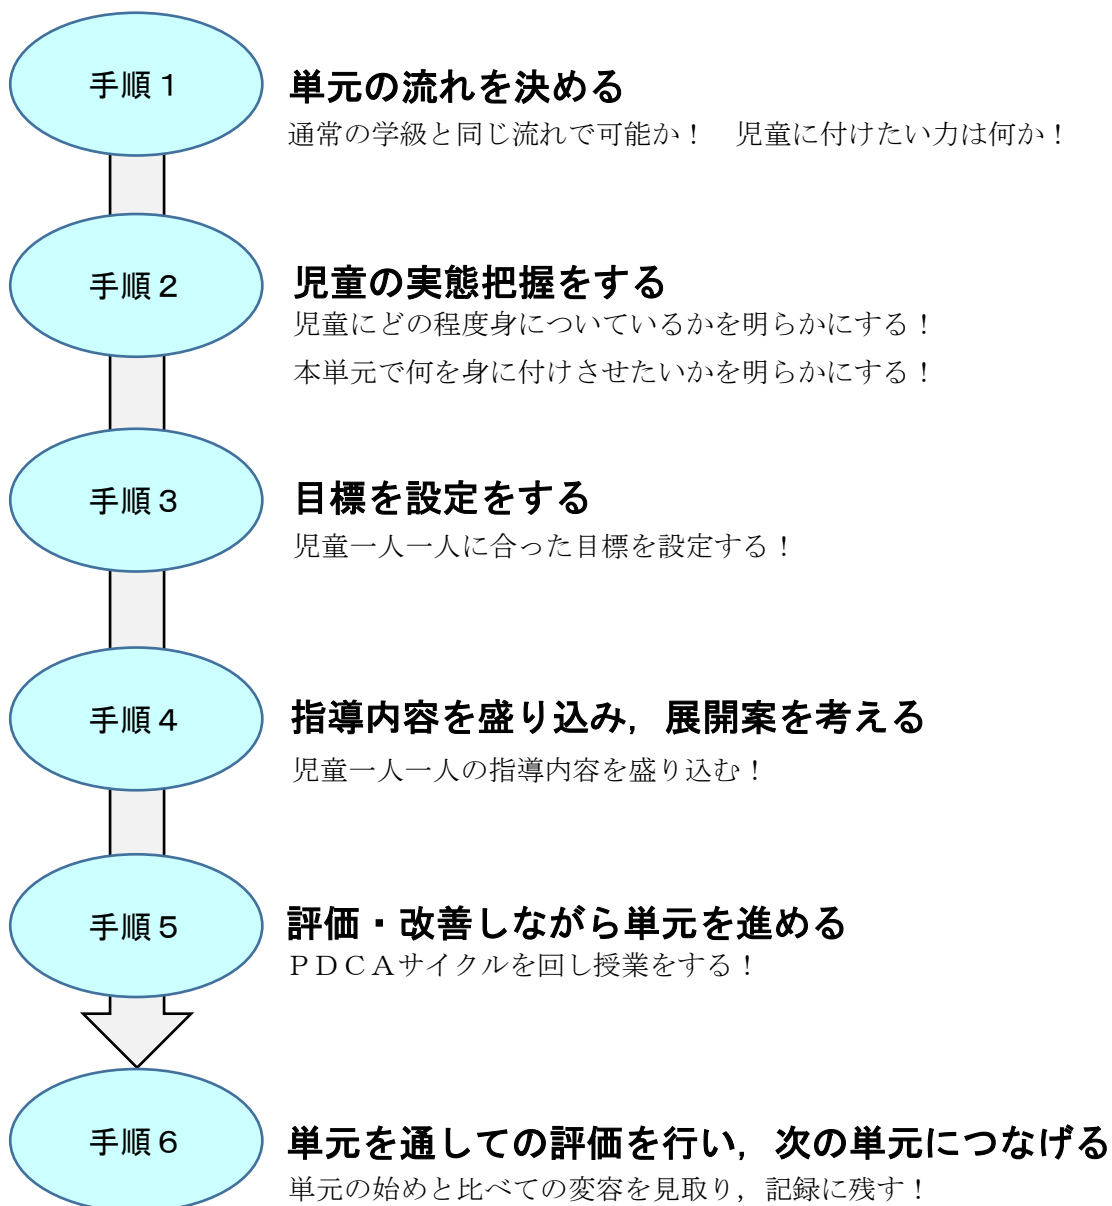 手順１
単元の流れを決める
通常の学級と同じ流れで可能か！　児童に付けたい力は何か！
手順２
児童の実態把握をする
児童にどの程度身についているかを明らかにする！
本単元で何を身に付けさせたいかを明らかにする！
手順３
目標を設定をする
児童一人一人に合った目標を設定する！
手順４
指導内容を盛り込み，展開案を考える
児童一人一人の指導内容を盛り込む！
手順５
評価・改善しながら単元を進める
ＰＤＣＡサイクルを回し授業をする！
手順６
単元を通しての評価を行い，次の単元につなげる
単元の始めと比べての変容を見取り，記録に残す！